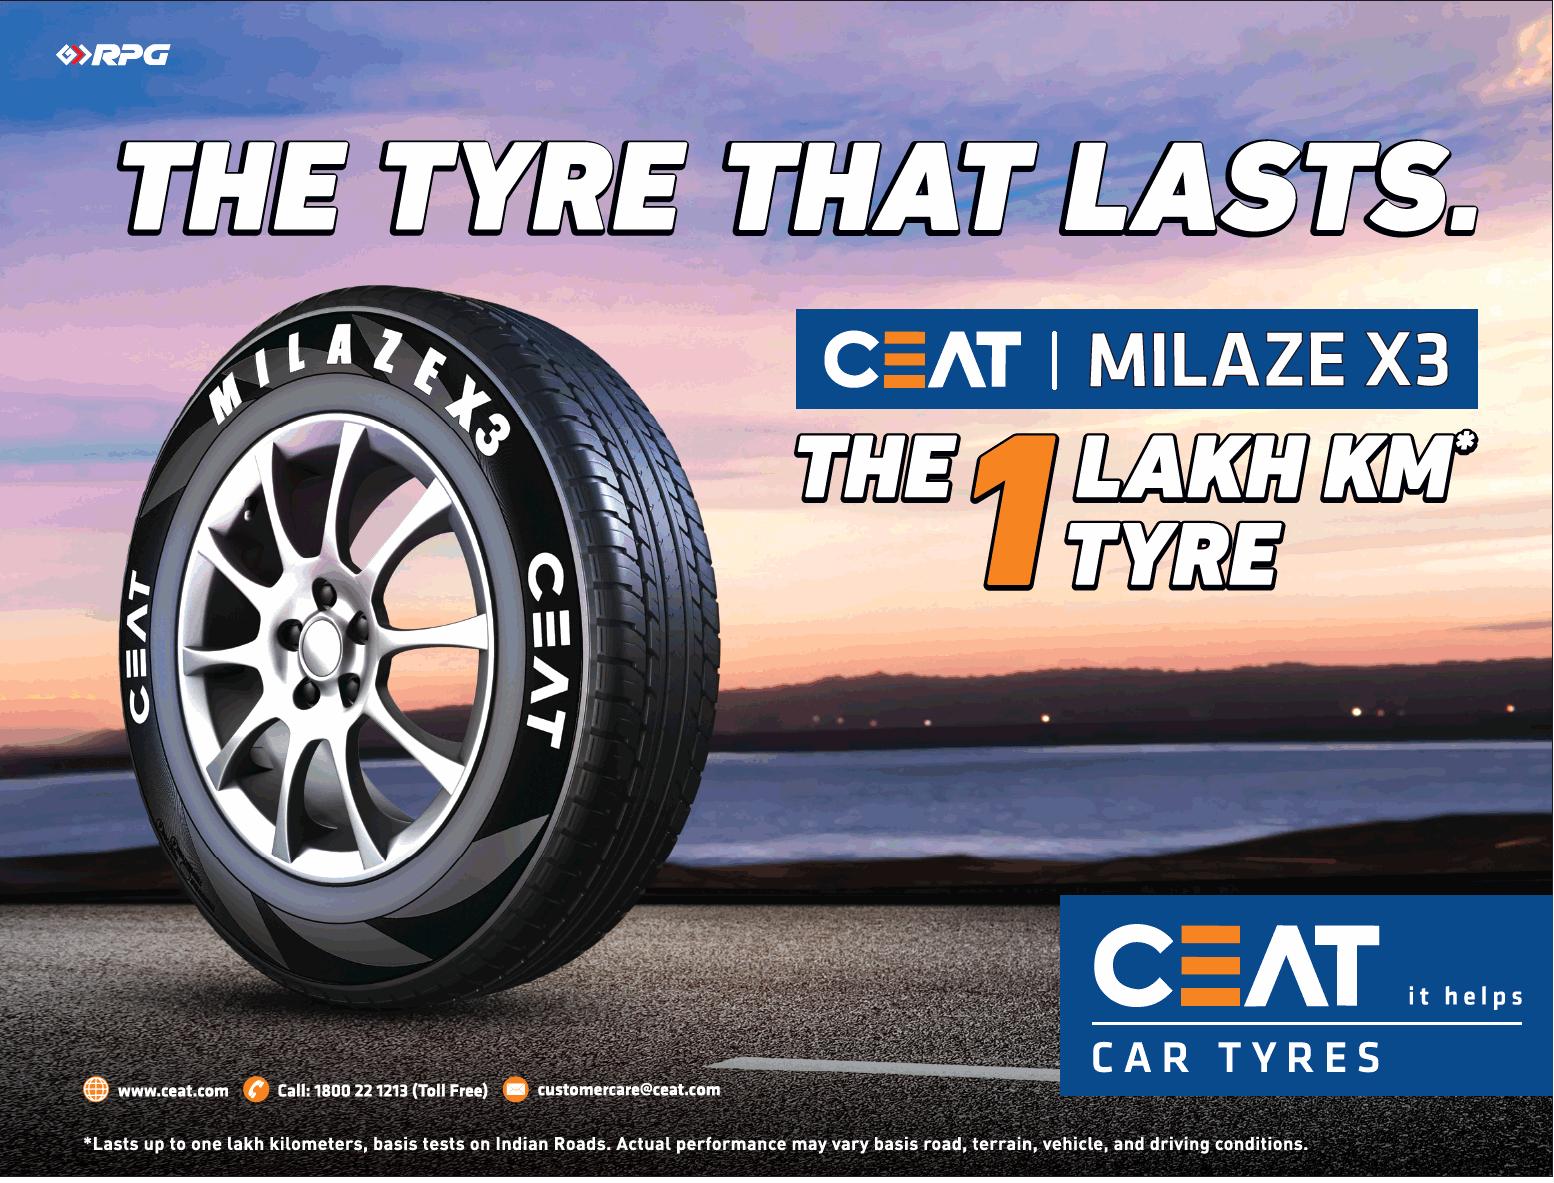 RPG
THE TYRE THAT LASTS.
MILAZE X3
CEAT
CEAT
CEAT | MILAZE X3
THE 1 LAKH KM*
TYRE
CEAT it helps
CAR TYRES
www.ceat.com Call: 1800 22 1213 (Toll Free) customercare@ceat.com
*Lasts up to one lakh kilometers, basis tests on Indian Roads. Actual performance may vary basis road, terrain, vehicle, and driving conditions.